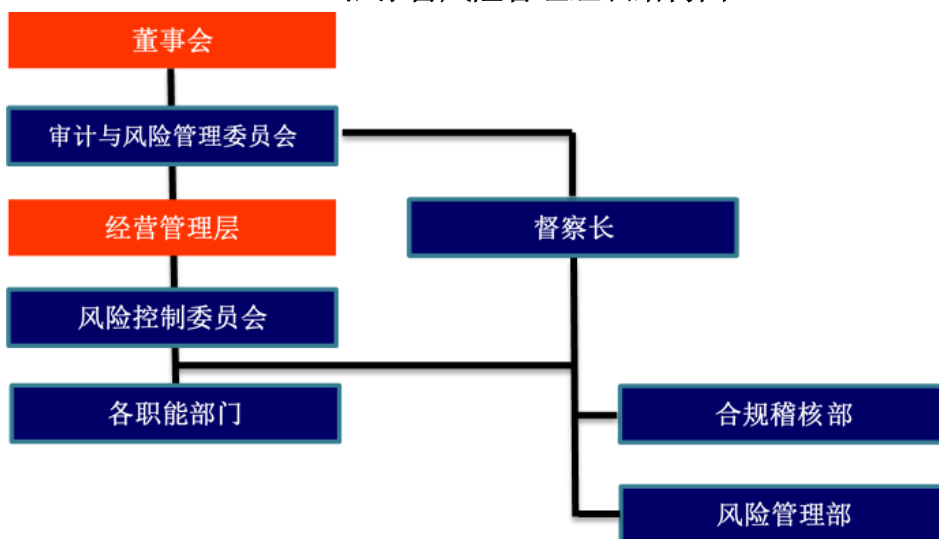 董事会
审计与风险管理委员会
经营管理层
督察长
风险控制委员会
各职能部门
合规稽核部
风险管理部